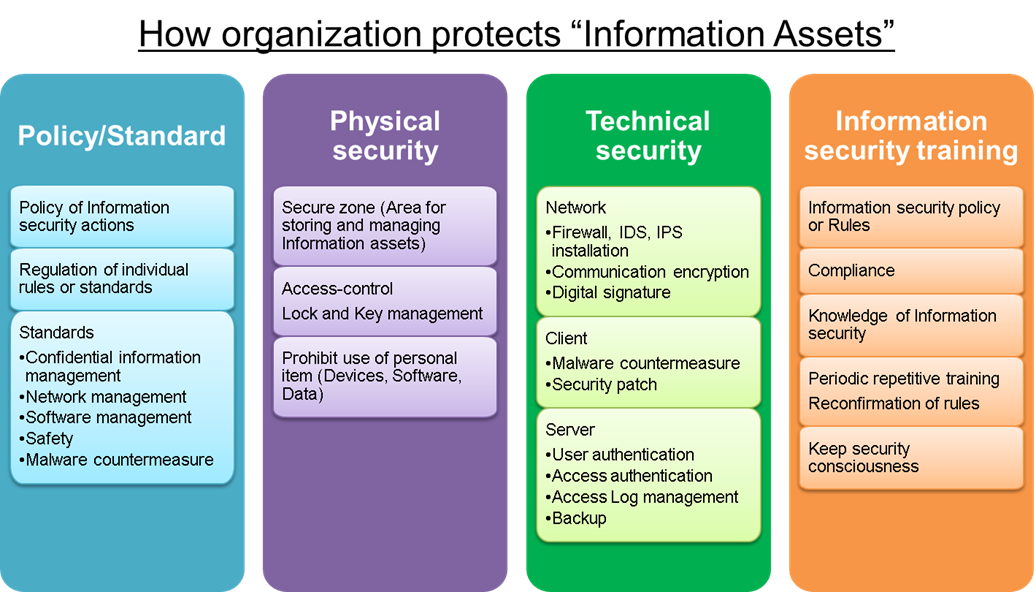 How organization protects “Information Assets”
Policy/Standard
Policy of Information
security actions
Regulation of individual
rules or standards
Standards
•Confidential information
management
•Network management
•Software management
•Safety
•Malware countermeasure
Physical
security
Secure zone (Area for
storing and managing
Information assets)
Access-control
Lock and Key management
Prohibit use of personal
item (Devices, Software,
Data)
Technical
security
Network
•Firewall, IDS, IPS
installation
•Communication encryption
•Digital signature
Client
•Malware countermeasure
•Security patch
Server
•User authentication
•Access authentication
•Access Log management
•Backup
Information
security training
Information security policy
or Rules
Compliance
Knowledge of Information
security
Periodic repetitive training
Reconfirmation of rules
Keep security
consciousness